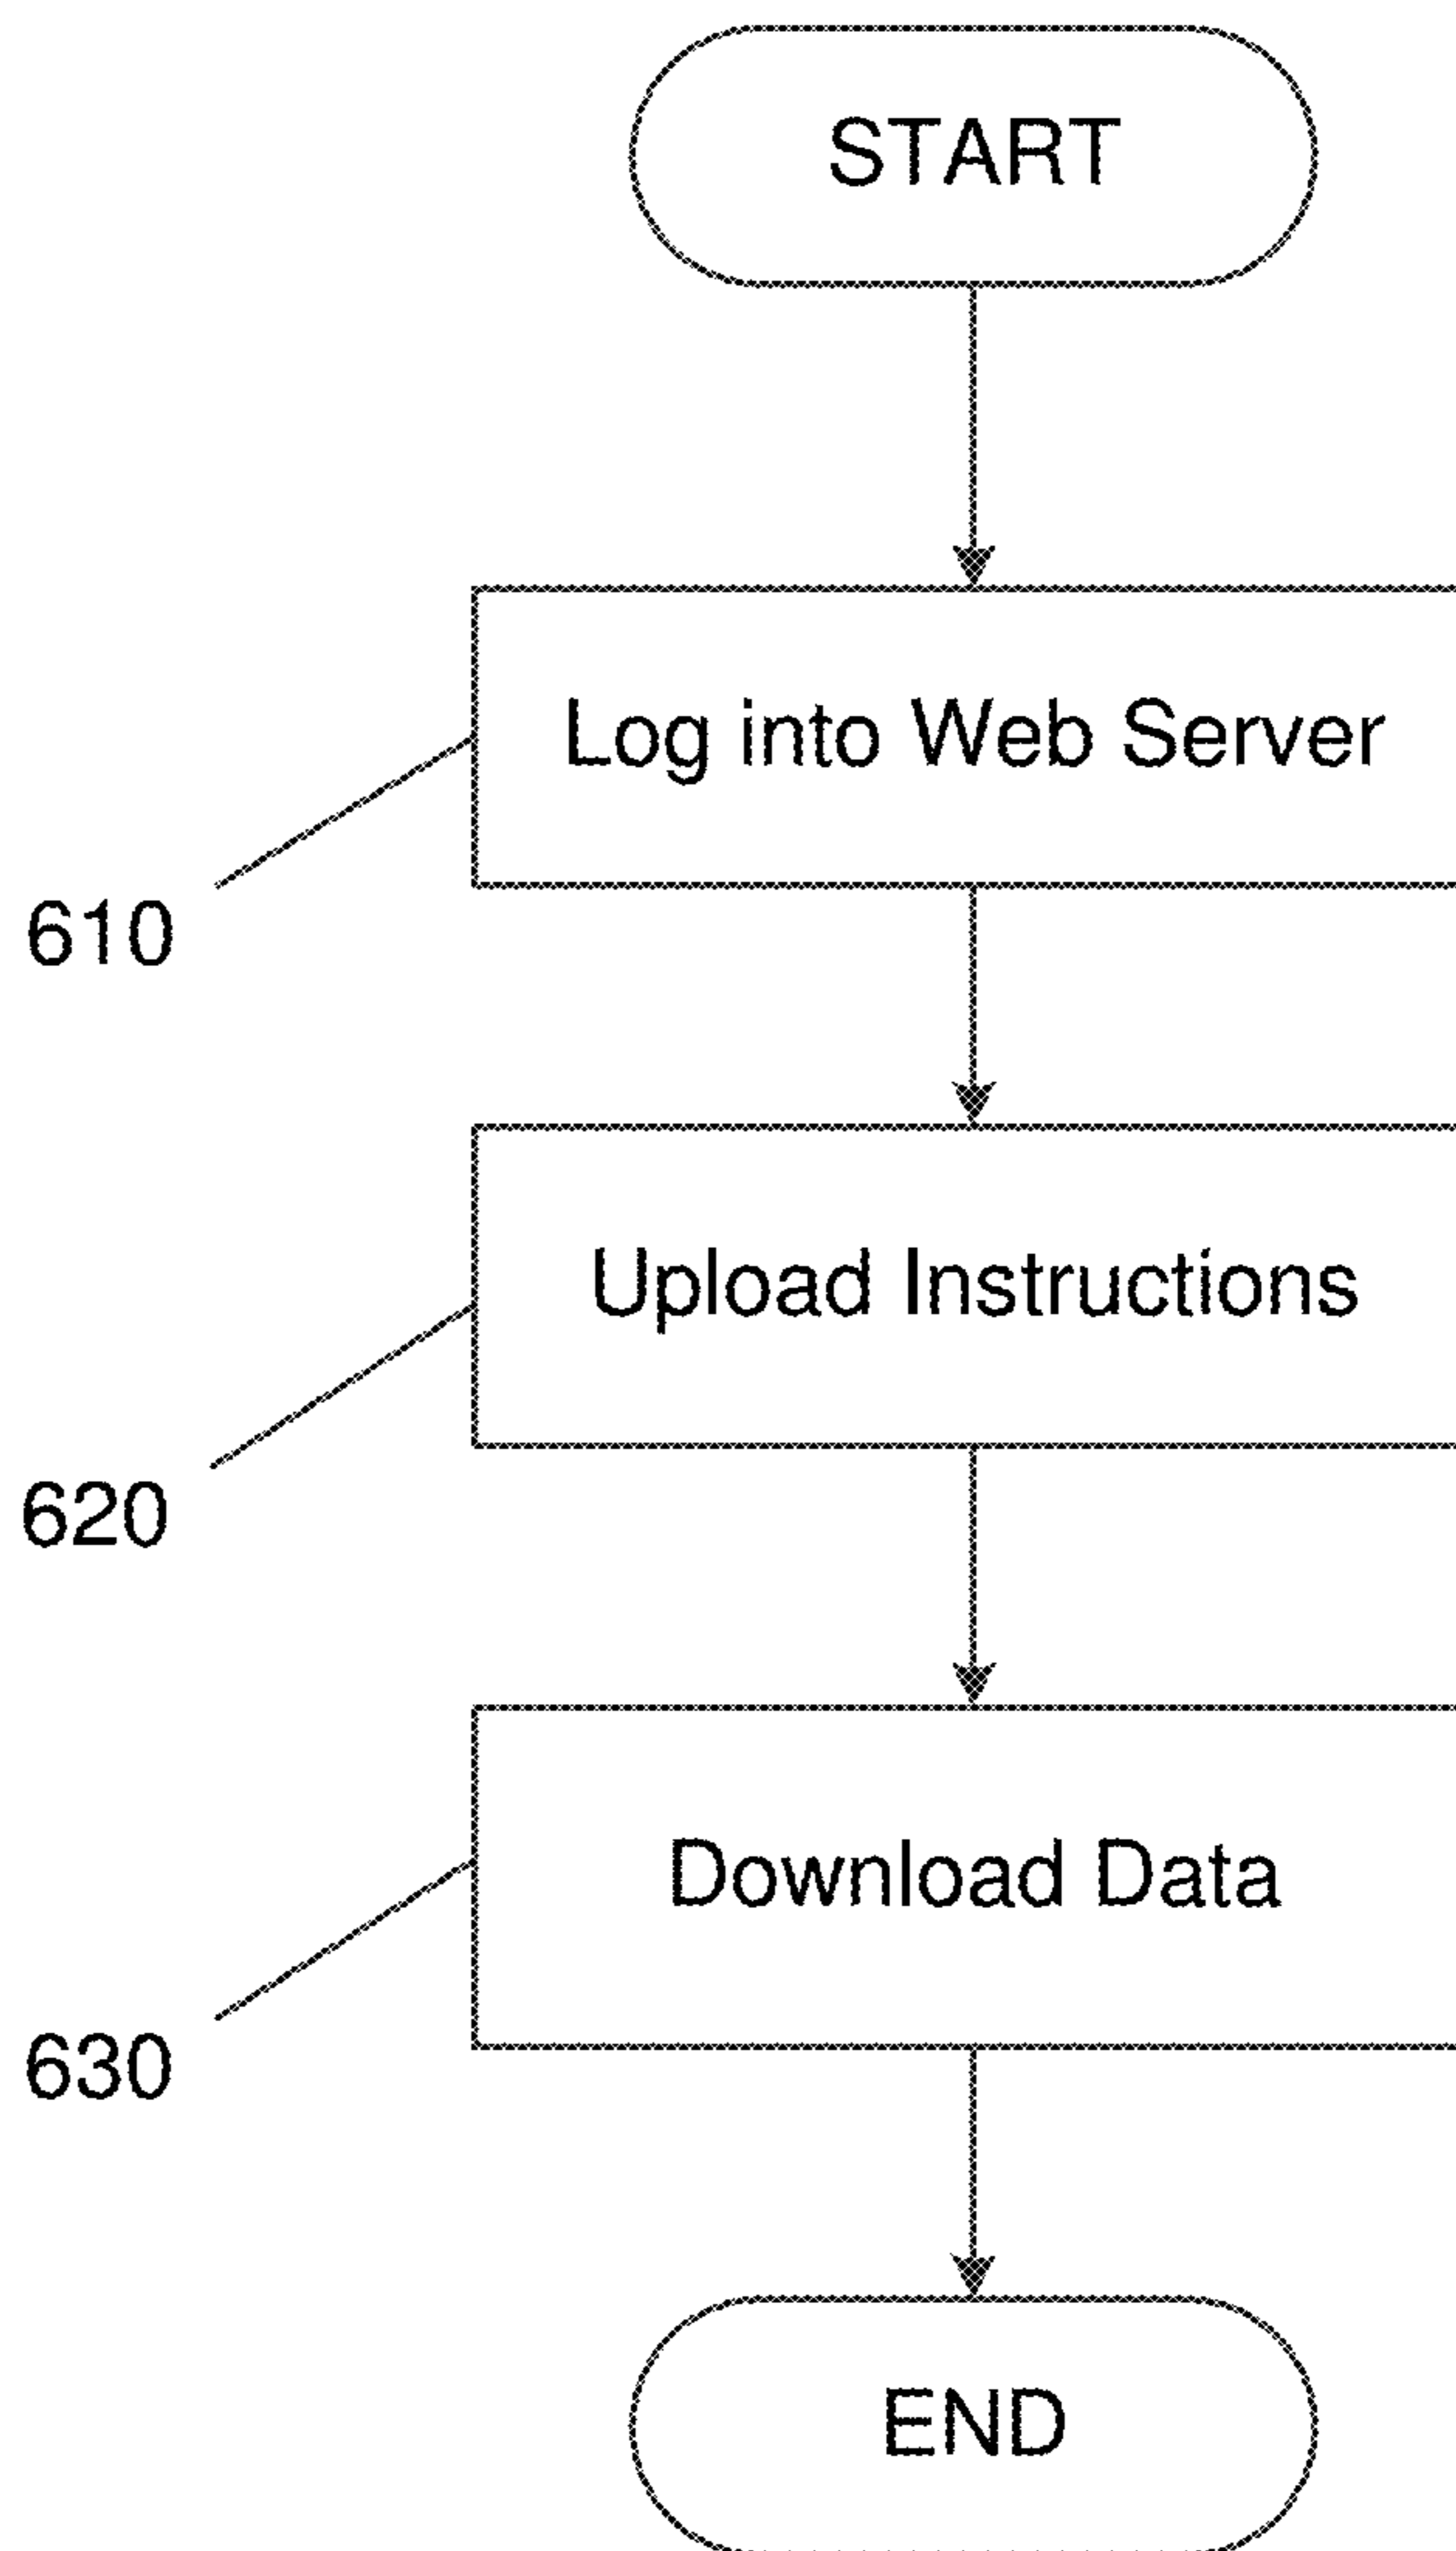 START
Log into Web Server
610
Upload Instructions
620
Download Data
630
END